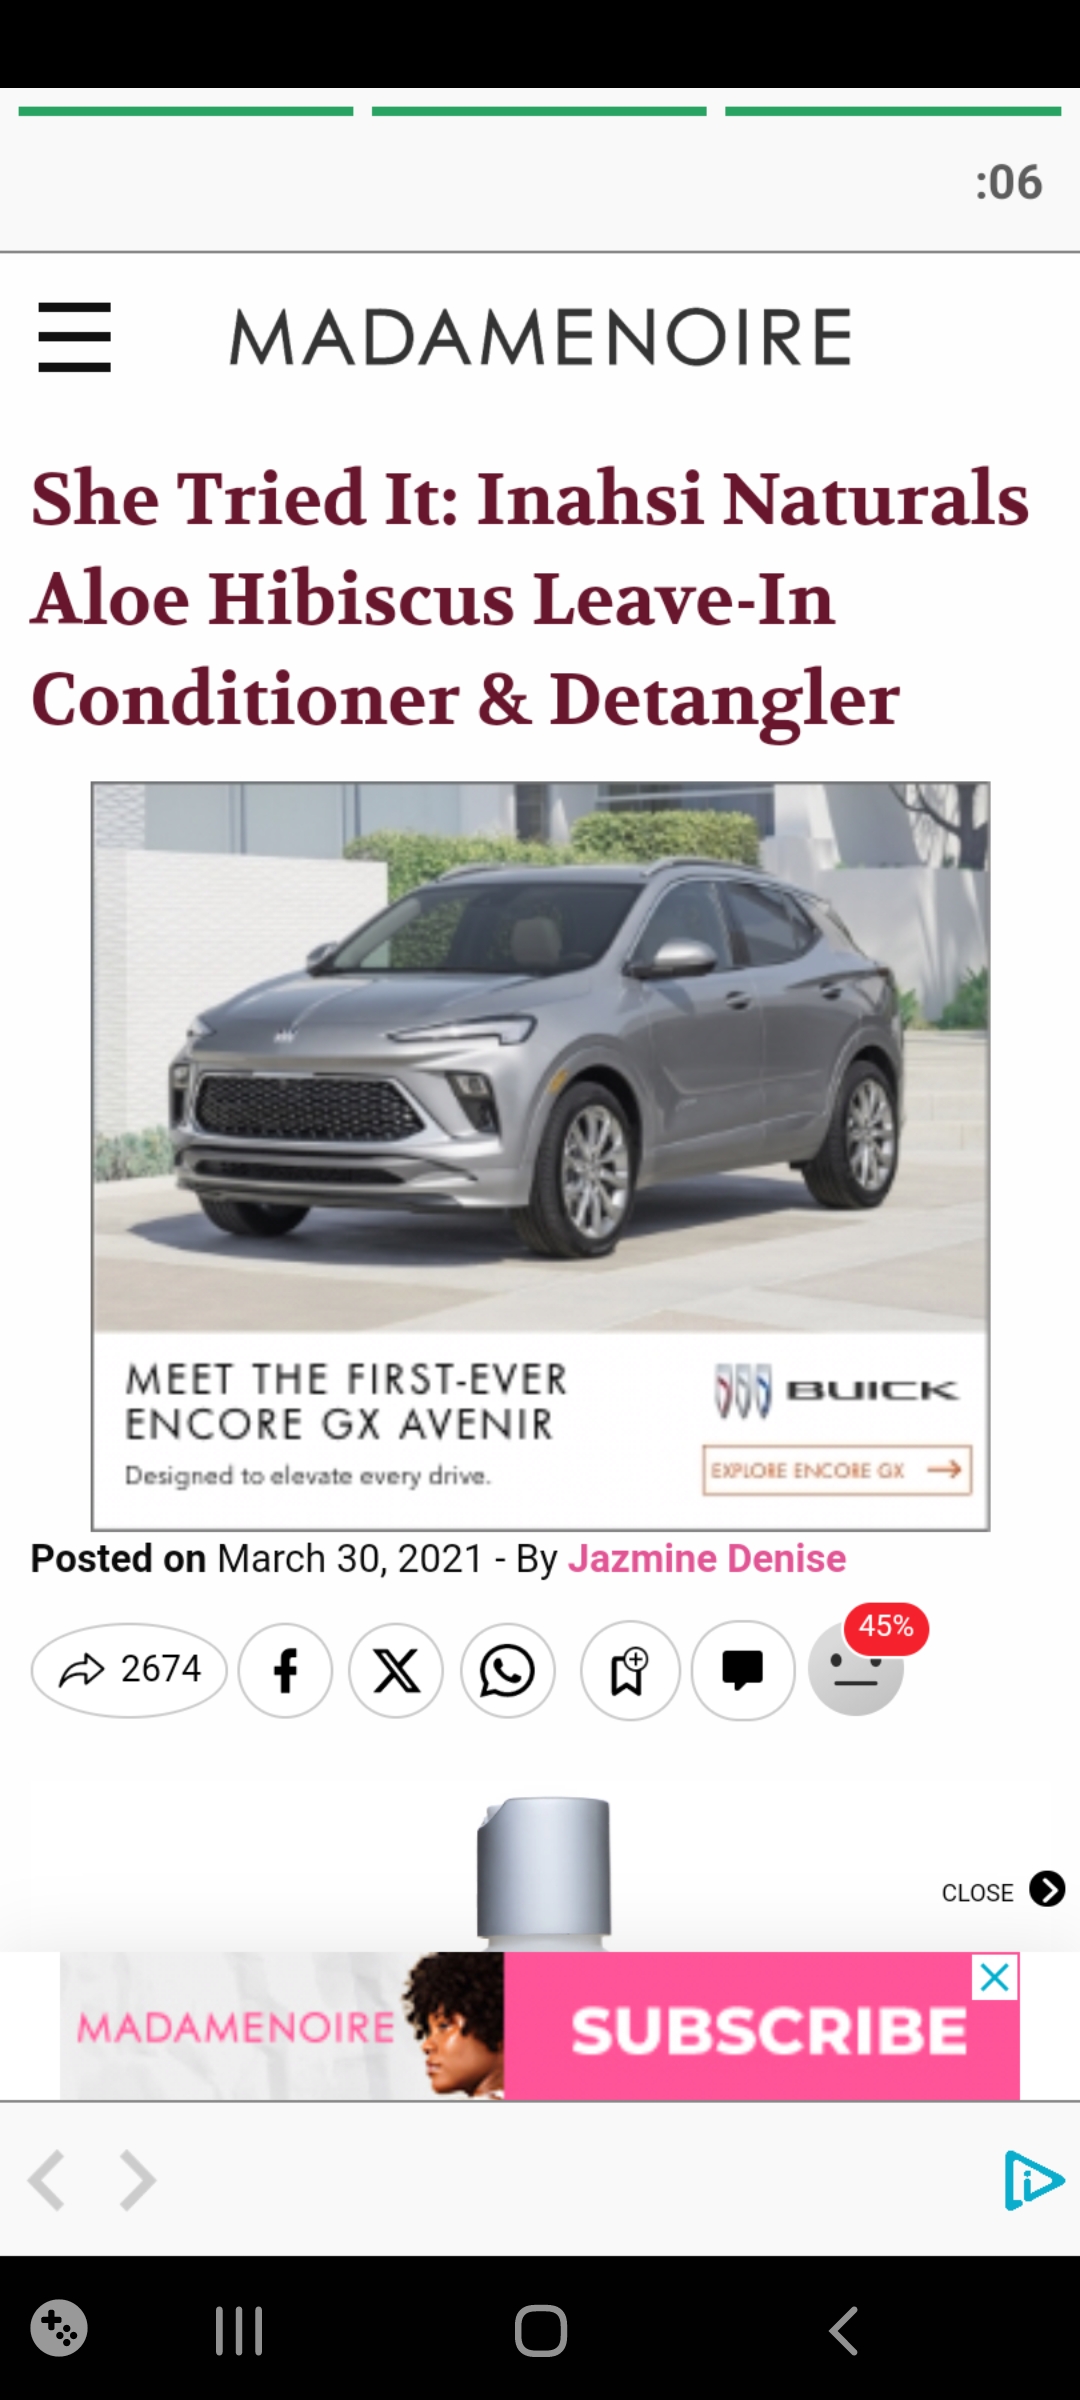 :06
MADAMENOIRE
She Tried It: Inahsi Naturals
Aloe Hibiscus Leave-In
Conditioner & Detangler
MEET THE FIRST-EVER
ENCORE GX AVENIR
Designed to elevate every drive.
BUICK
EXPLORE ENCORE GX
Posted on March 30, 2021 - By Jazmine Denise
2674
45%
CLOSE
MADAMENOIRE
SUBSCRIBE